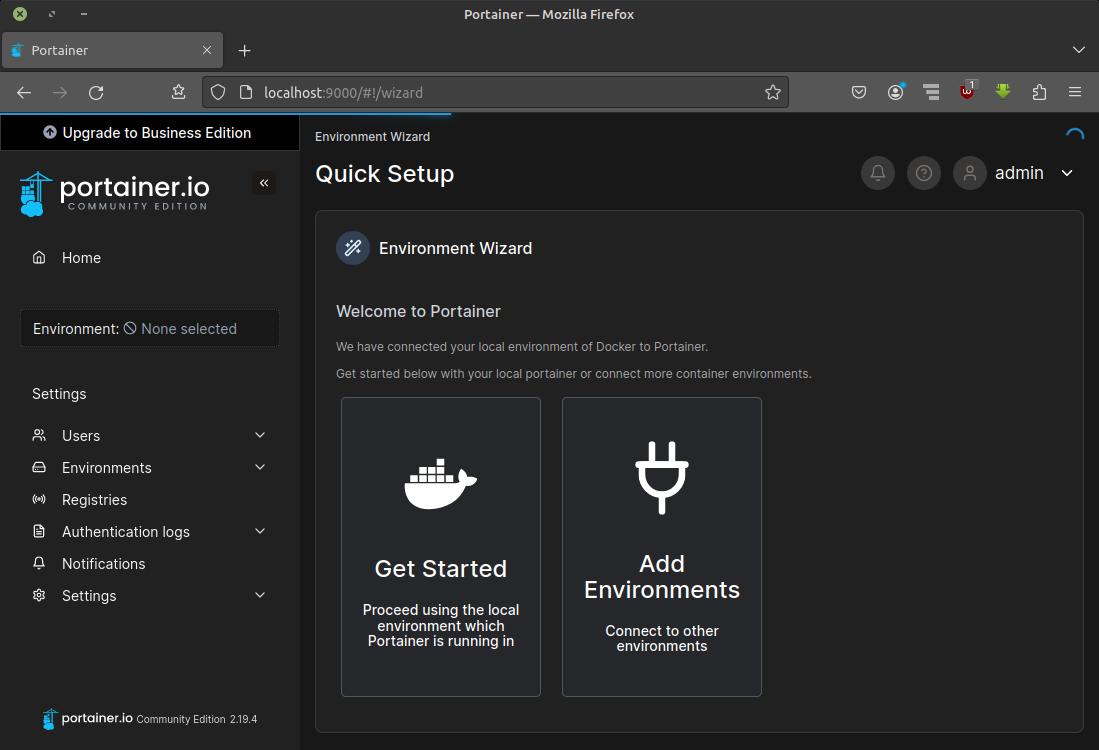 Portainer — Mozilla Firefox
Portainer
localhost:9000/#!/wizard
1
Upgrade to Business Edition
portainer.io
COMMUNITY EDITION
Home
Environment: None selected
Settings
Users
Environments
Registries
Authentication logs
Notifications
Settings
portainer.io Community Edition 2.19.4
Environment Wizard
Quick Setup
admin
Environment Wizard
Welcome to Portainer
We have connected your local environment of Docker to Portainer.
Get started below with your local portainer or connect more container environments.
Get Started
Proceed using the local
environment which
Portainer is running in
Add
Environments
Connect to other
environments